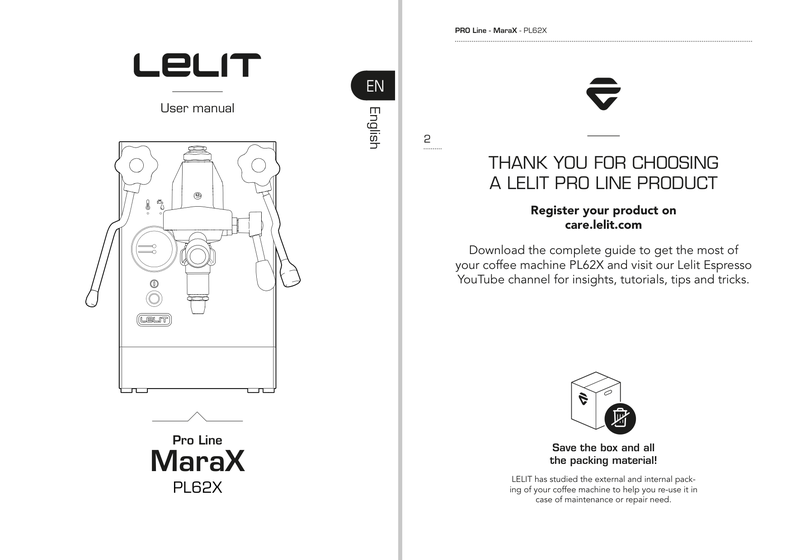 LELIT
User manual
EN
English
LELIT
Pro Line
MaraX
PL62X
PRO Line - MaraX - PL62X
2
THANK YOU FOR CHOOSING
A LELIT PRO LINE PRODUCT
Register your product on
care.lelit.com
Download the complete guide to get the most of
your coffee machine PL62X and visit our Lelit Espresso
YouTube channel for insights, tutorials, tips and tricks.
Save the box and all
the packing material!
LELIT has studied the external and internal pack-
ing of your coffee machine to help you re-use it in
case of maintenance or repair need.